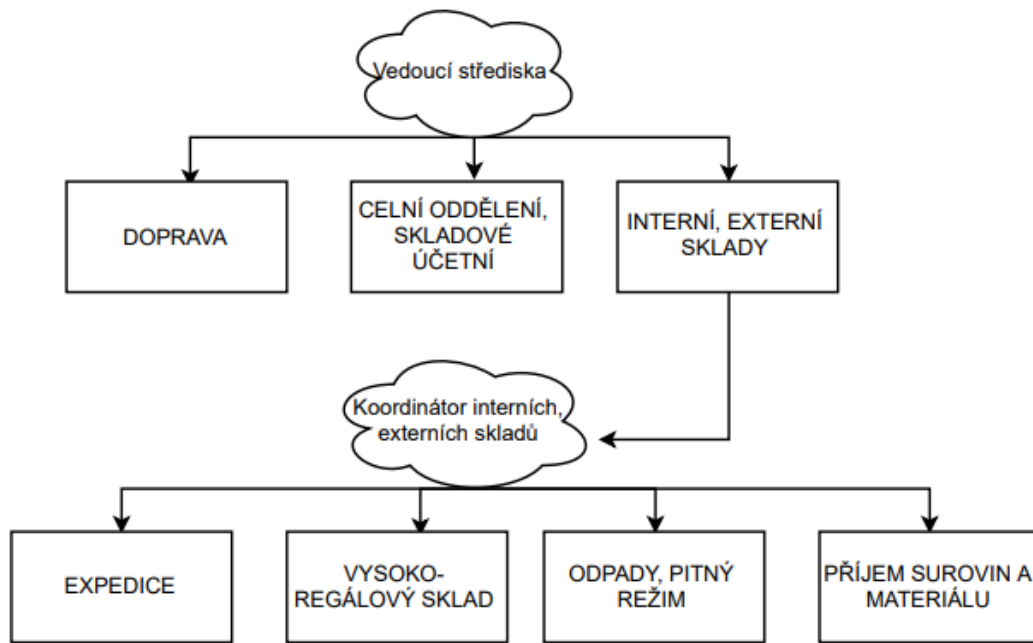 Vedoucí střediska
DOPRAVA
CELNÍ ODDĚLENÍ,
SKLADOVÉ
ÚČETNÍ
INTERNÍ, EXTERNÍ
SKLADY
Koordinátor interních,
externích skladů
EXPEDICE
VYSOKO-
REGÁLOVÝ SKLAD
ODPADY, PITNÝ
REŽIM
PŘÍJEM SUROVIN A
MATERIÁLU